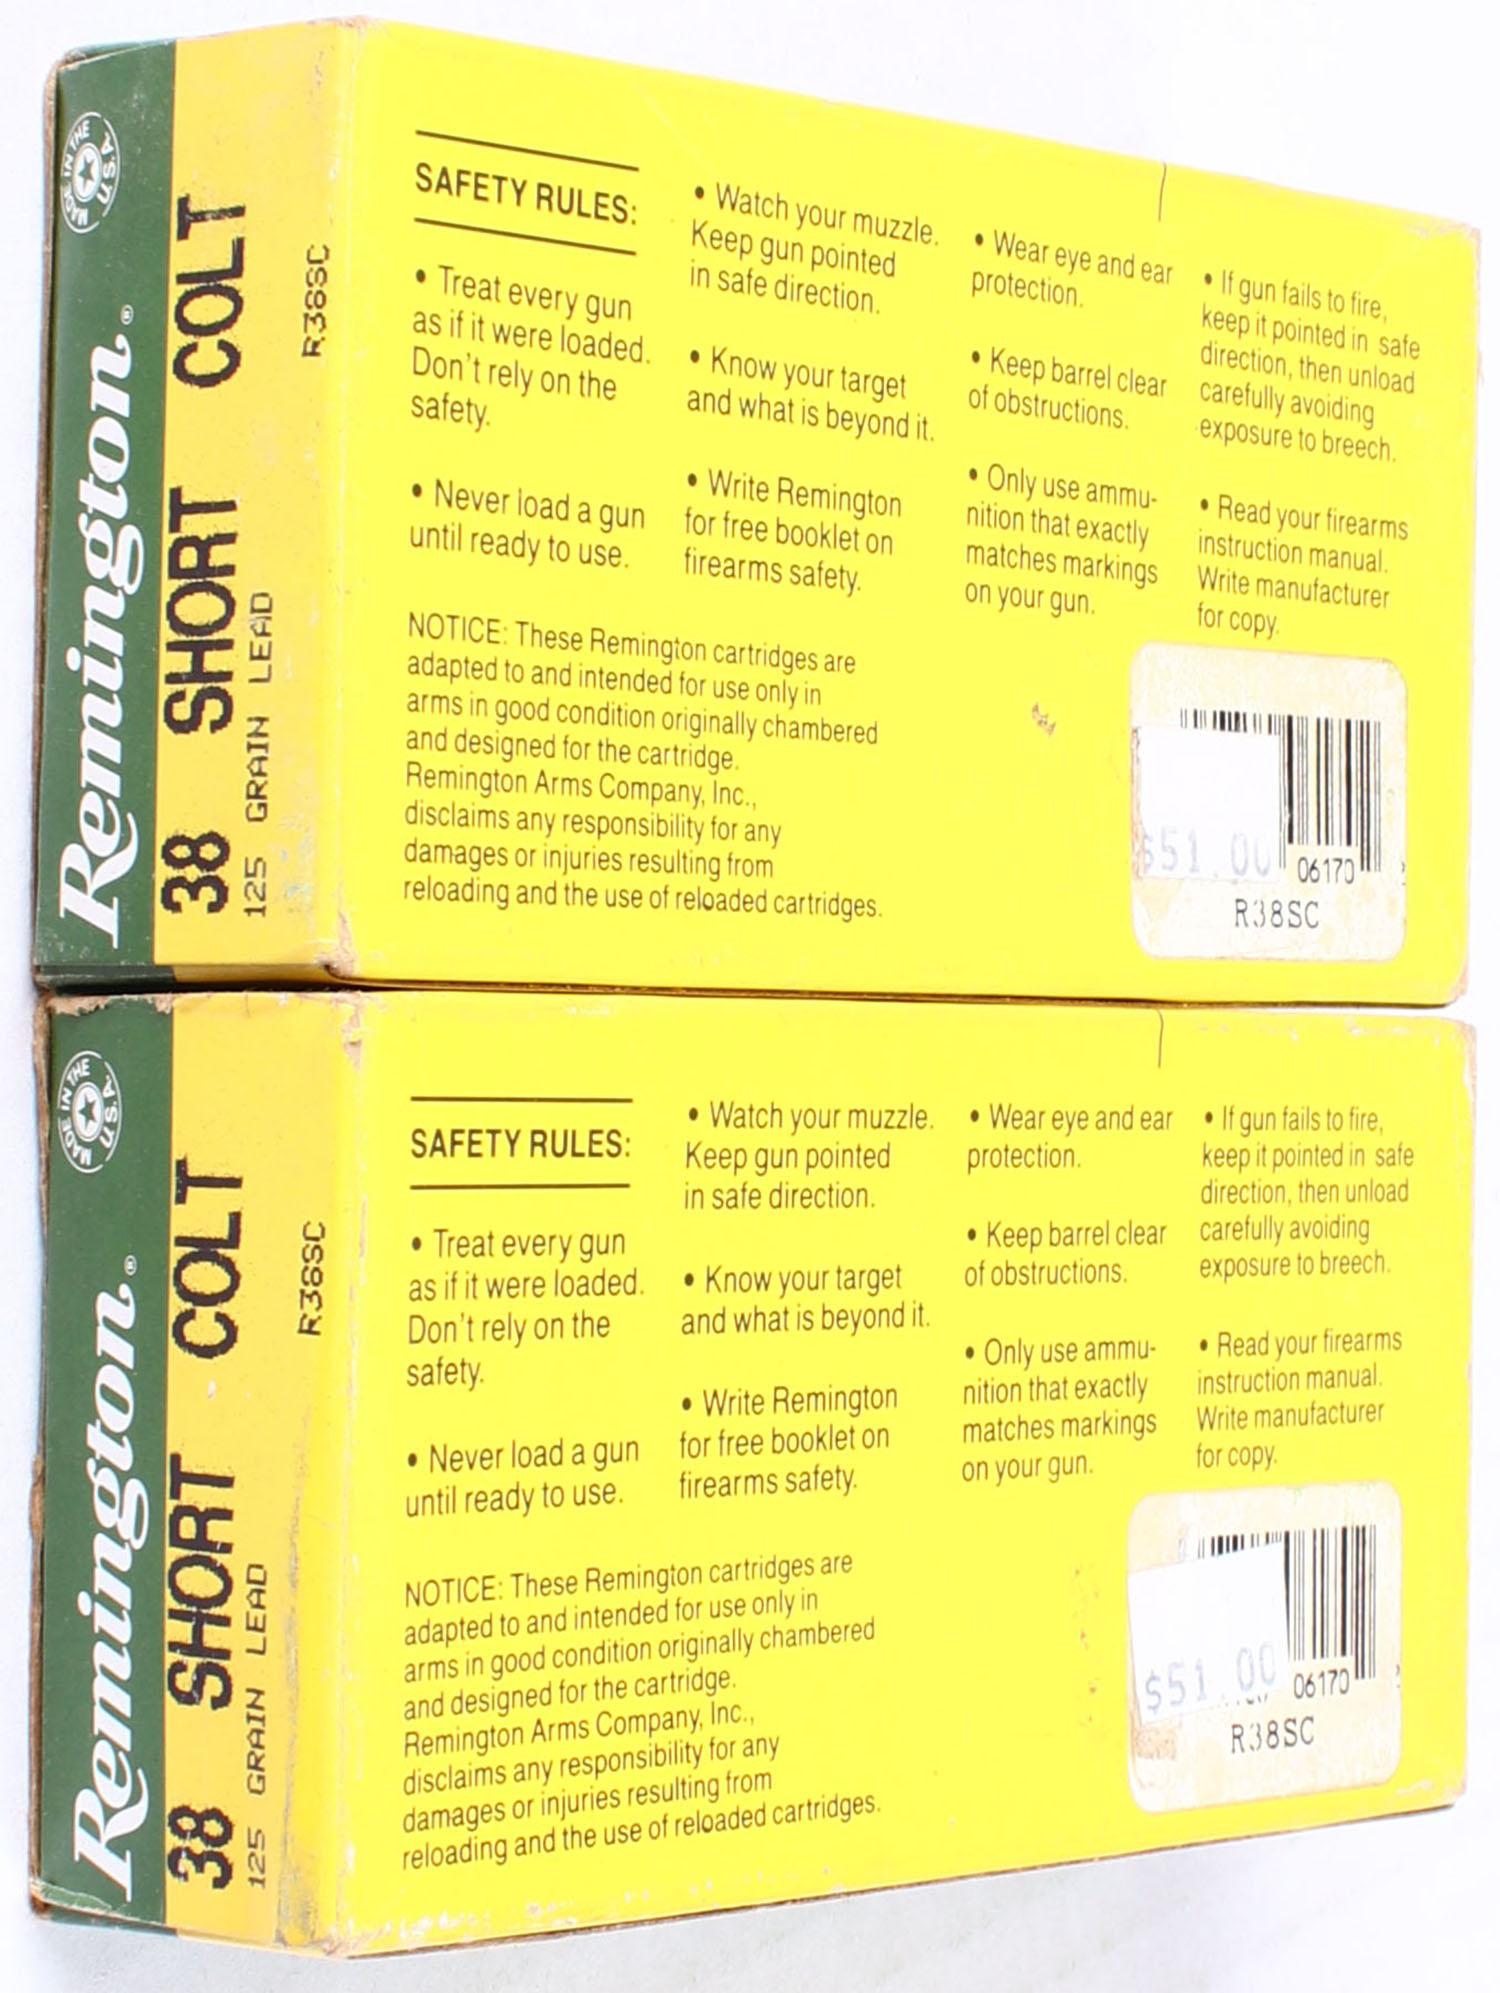 MADE IN THE U.S.A.
Remington®
38 SHORT COLT
125 GRAIN LEAD
R38SC
SAFETY RULES:
• Treat every gun
as if it were loaded.
Don't rely on the
safety.
• Never load a gun
until ready to use.
• Watch your muzzle.
Keep gun pointed
in safe direction.
• Know your target
and what is beyond it.
• Write Remington
for free booklet on
firearms safety.
• Wear eye and ear
protection.
• Keep barrel clear
of obstructions.
• Only use ammu-
nition that exactly
matches markings
on your gun.
• If gun fails to fire,
keep it pointed in safe
direction, then unload
carefully avoiding
exposure to breech.
• Read your firearms
instruction manual.
Write manufacturer
for copy.
NOTICE: These Remington cartridges are
adapted to and intended for use only in
arms in good condition originally chambered
and designed for the cartridge.
Remington Arms Company, Inc.,
disclaims any responsibility for any
damages or injuries resulting from
reloading and the use of reloaded cartridges.
$51.00
06170
R38SC
MADE IN THE U.S.A.
Remington®
38 SHORT COLT
125 GRAIN LEAD
R38SC
SAFETY RULES:
• Treat every gun
as if it were loaded.
Don't rely on the
safety.
• Never load a gun
until ready to use.
• Watch your muzzle.
Keep gun pointed
in safe direction.
• Know your target
and what is beyond it.
• Write Remington
for free booklet on
firearms safety.
• Wear eye and ear
protection.
• Keep barrel clear
of obstructions.
• Only use ammu-
nition that exactly
matches markings
on your gun.
• If gun fails to fire,
keep it pointed in safe
direction, then unload
carefully avoiding
exposure to breech.
• Read your firearms
instruction manual.
Write manufacturer
for copy.
NOTICE: These Remington cartridges are
adapted to and intended for use only in
arms in good condition originally chambered
and designed for the cartridge.
Remington Arms Company, Inc.,
disclaims any responsibility for any
damages or injuries resulting from
reloading and the use of reloaded cartridges.
$51.00
06170
R38SC